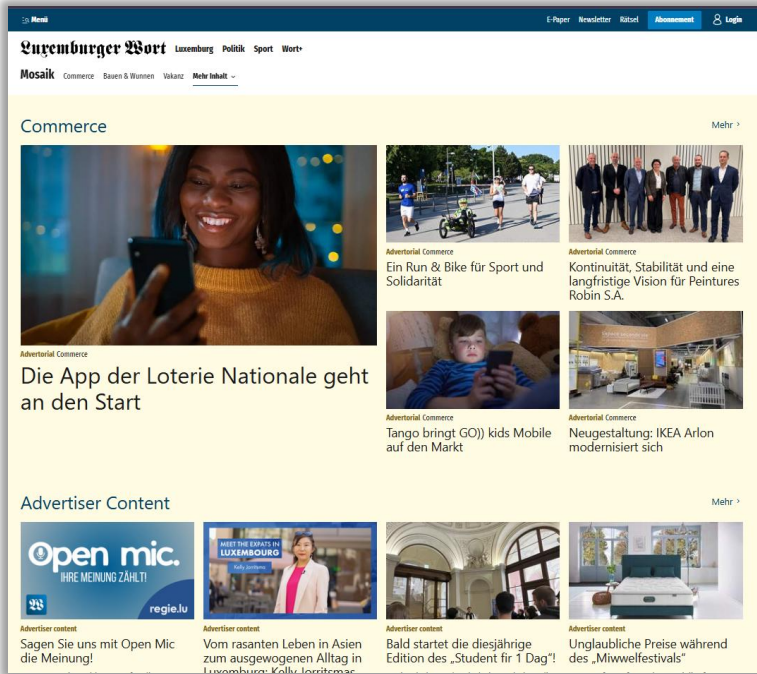 Menü
E-Paper Newsletter Rätsel Abonnement Login
Luxemburger Wort Luxemburg Politik Sport Wort+
Mosaik Commerce Bauen & Wunnen Vakanz Mehr Inhalt
Commerce
Mehr
Advertorial Commerce
Die App der Loterie Nationale geht
an den Start
Advertorial Commerce
Ein Run & Bike für Sport und
Solidarität
Advertorial Commerce
Kontinuität, Stabilität und eine
langfristige Vision für Peintures
Robin S.A.
Advertorial Commerce
Tango bringt GO)) kids Mobile
auf den Markt
Advertorial Commerce
Neugestaltung: IKEA Arlon
modernisiert sich
Advertiser Content
Mehr
Open mic.
IHRE MEINUNG ZÄHLT!
W
regie.lu
Advertiser content
Sagen Sie uns mit Open Mic
die Meinung!
MEET THE EXPATS IN
LUXEMBOURG
Kelly Jorritsma
Advertiser content
Vom rasanten Leben in Asien
zum ausgewogenen Alltag in
Luxemburg: Kelly Jorritsmas
Advertiser content
Bald startet die diesjährige
Edition des „Student fir 1 Dag“!
Advertiser content
Unglaubliche Preise während
des „Miwwelfestivals“